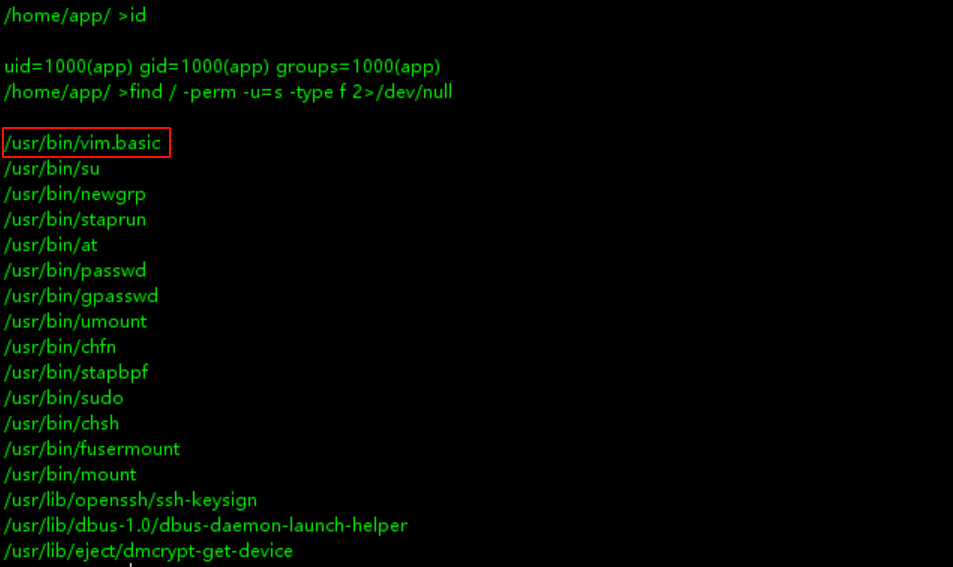 /home/app/ >id
uid=1000(app) gid=1000(app) groups=1000(app)
/home/app/ >find / -perm -u=s -type f 2>/dev/null
/usr/bin/vim.basic
/usr/bin/su
/usr/bin/newgrp
/usr/bin/staprun
/usr/bin/at
/usr/bin/passwd
/usr/bin/gpasswd
/usr/bin/umount
/usr/bin/chfn
/usr/bin/stapbpf
/usr/bin/sudo
/usr/bin/chsh
/usr/bin/fusermount
/usr/bin/mount
/usr/lib/openssh/ssh-keysign
/usr/lib/dbus-1.0/dbus-daemon-launch-helper
/usr/lib/eject/dmcrypt-get-device